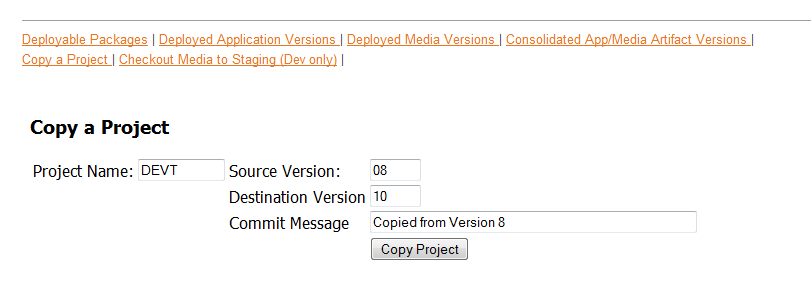 Deployable Packages | Deployed Application Versions | Deployed Media Versions | Consolidated App/Media Artifact Versions |
Copy a Project | Checkout Media to Staging (Dev only) |
Copy a Project
Project Name: DEVT Source Version: 08
Destination Version 10
Commit Message Copied from Version 8
Copy Project